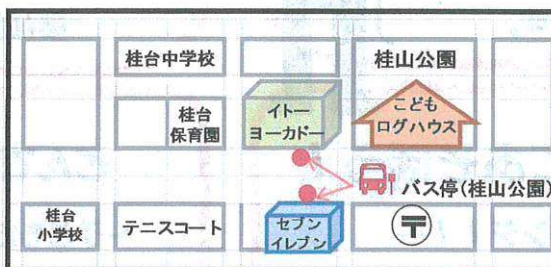 桂台中学校
桂山公園
桂台
保育園
イトー
ヨーカドー
こども
ログハウス
バス停(桂山公園)
桂台
小学校
テニスコート
セブン
イレブン
〒